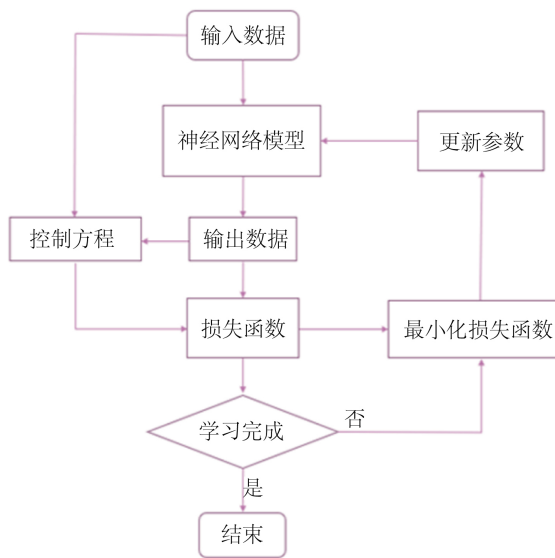 输入数据
神经网络模型
更新参数
控制方程
输出数据
损失函数
最小化损失函数
学习完成
否
是
结束